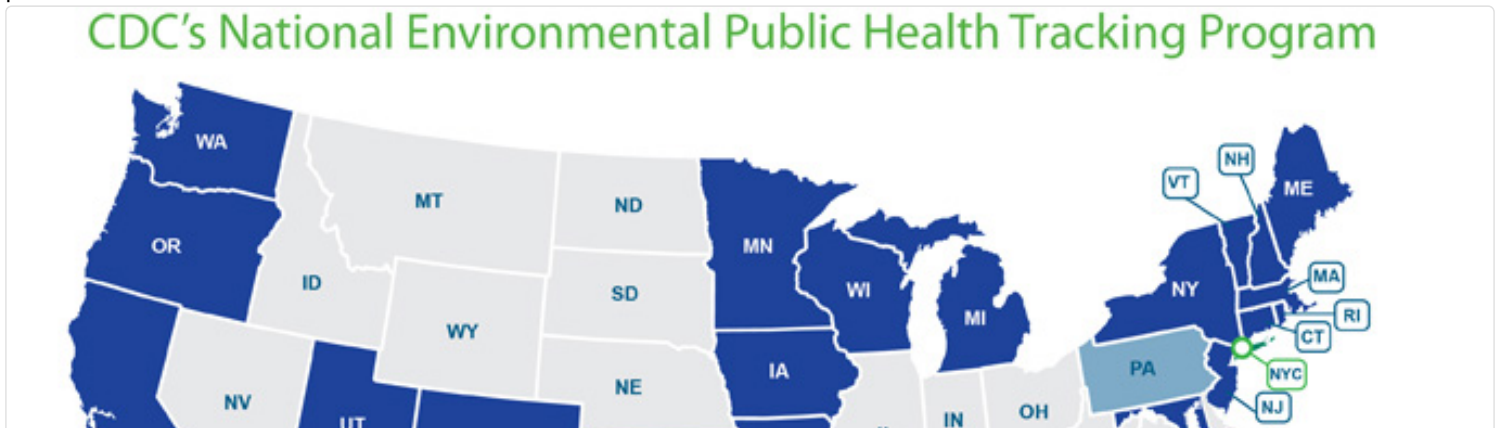 CDC's National Environmental Public Health Tracking Program
WA
NH
VT
ME
MT
ND
OR
MN
MA
ID
SD
WI
NY
RI
MI
WY
CT
IA
PA
NYC
NE
NV
NJ
OH
IN
UT